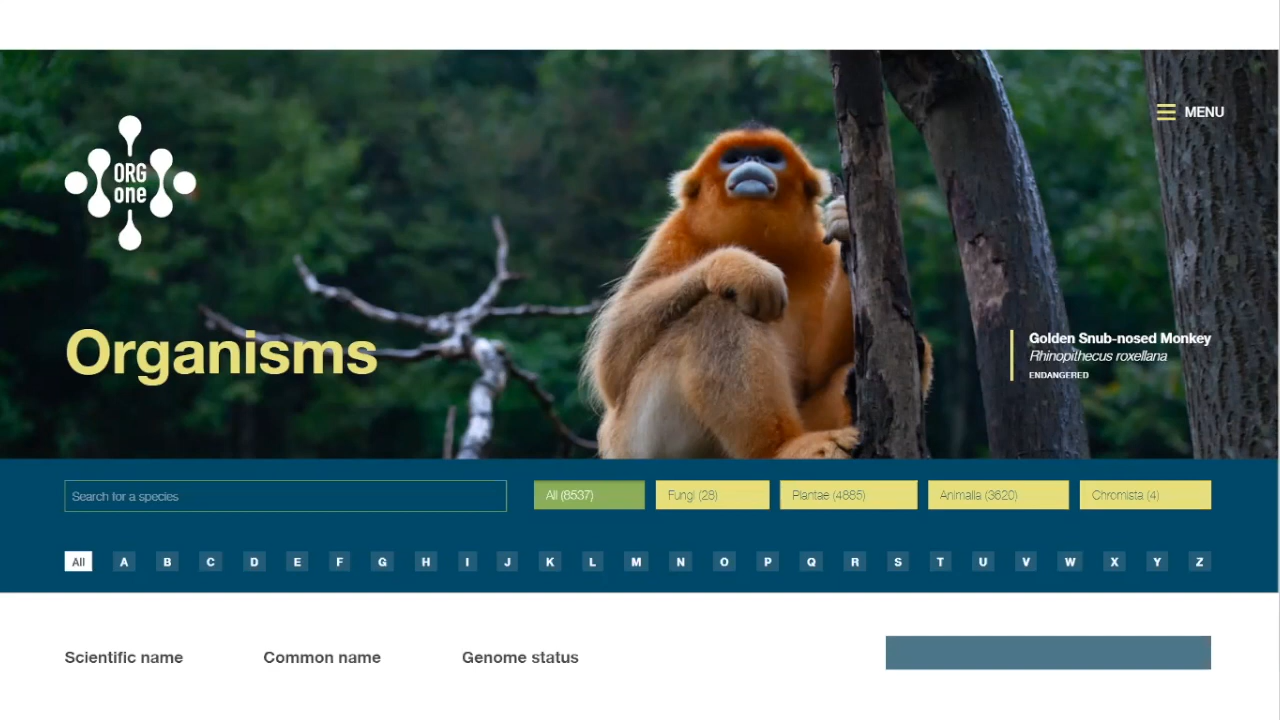 MENU
ORG
one
Organisms
Golden Snub-nosed Monkey
Rhinopithecus roxellana
ENDANGERED
Search for a species
All (8537)
Fungi (28)
Plantae (4885)
Animalia (3620)
Chromista (4)
All A B C D E F G H I J K L M N O P Q R S T U V W X Y Z
Scientific name Common name Genome status